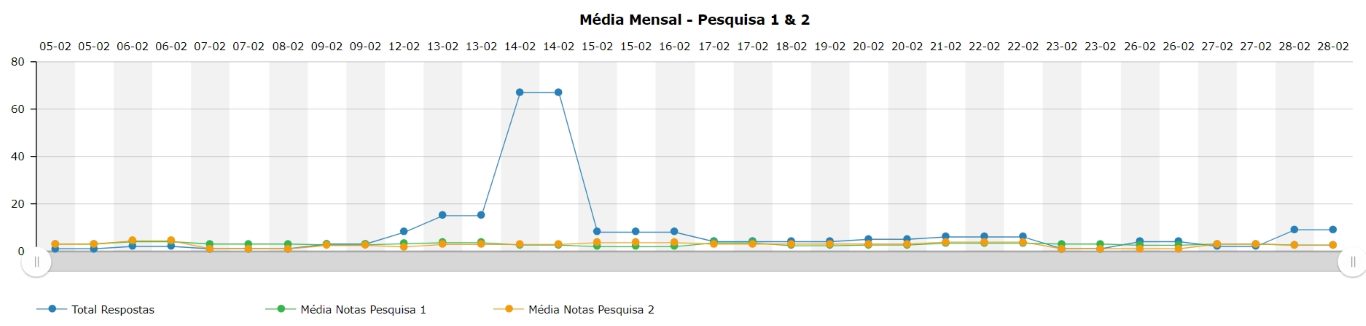 Média Mensal - Pesquisa 1 & 2
05-02 05-02 06-02 06-02 07-02 07-02 08-02 09-02 09-02 12-02 13-02 13-02 14-02 14-02 15-02 15-02 16-02 17-02 17-02 18-02 19-02 20-02 20-02 21-02 22-02 22-02 23-02 23-02 26-02 26-02 27-02 27-02 28-02 28-02
80
60
40
20
0
Total Respostas Média Notas Pesquisa 1 Média Notas Pesquisa 2